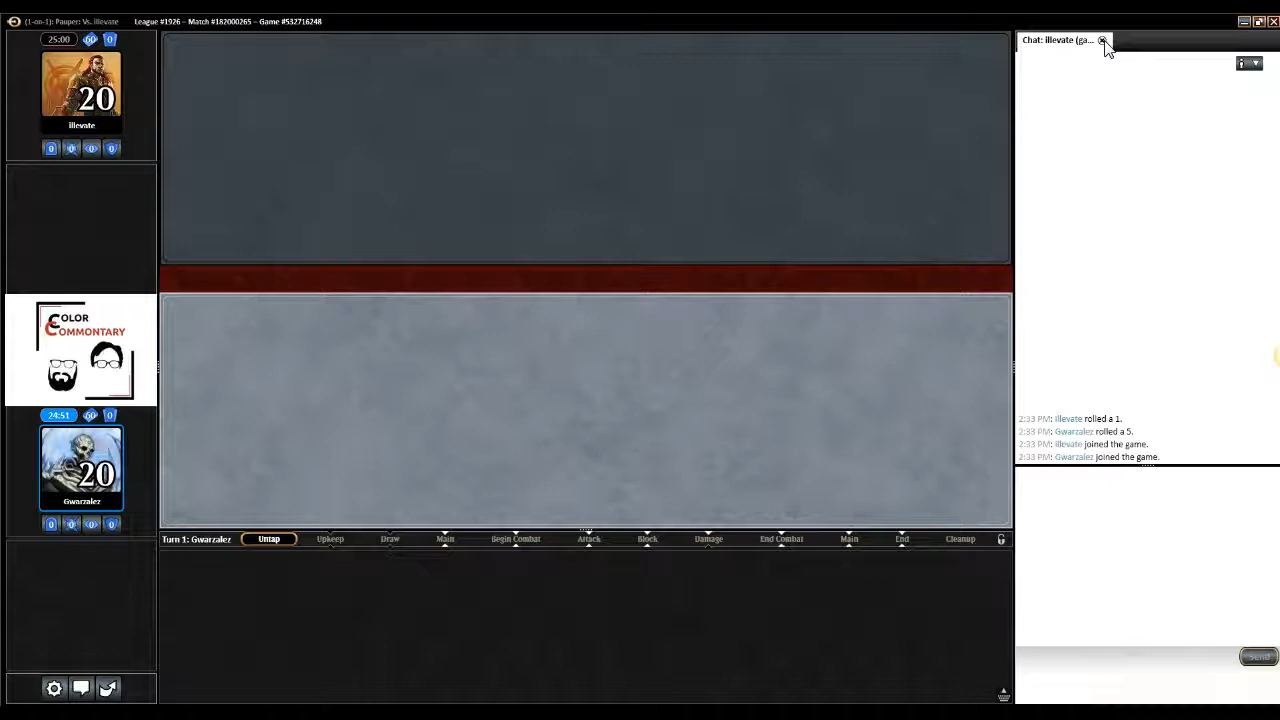 (1-on-1): Pauper: Vs. illevate
League #1926 – Match #182000265 – Game #532716248
25:00 60 0
20
illevate
0 0 0 0
COLOR
COMMENTARY
24:51 60 0
20
Gwarzalez
0 0 0 0
Turn 1: Gwarzalez Untap Upkeep Draw Main Begin Combat Attack Block Damage End Combat Main End Cleanup
Chat: illevate (ga...
2:33 PM: illevate rolled a 1.
2:33 PM: Gwarzalez rolled a 5.
2:33 PM: illevate joined the game.
2:33 PM: Gwarzalez joined the game.
send